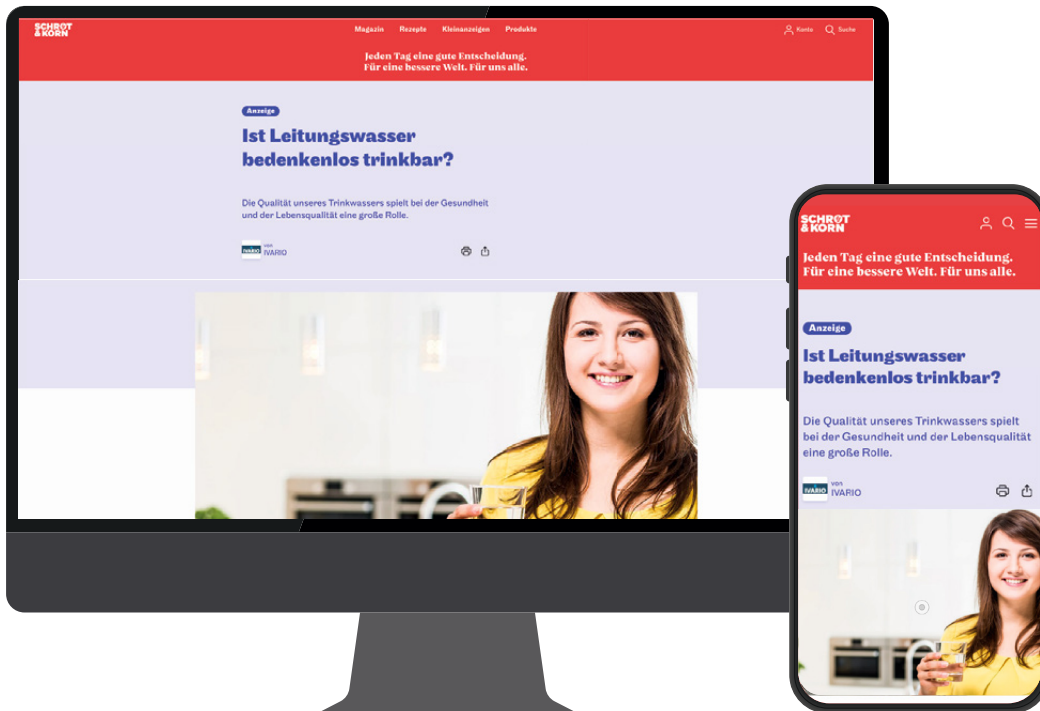 SCHROT
& KORN
Magazin Rezepte Kleinanzeigen Produkte
Konto Suche
Jeden Tag eine gute Entscheidung.
Für eine bessere Welt. Für uns alle.
Anzeige
Ist Leitungswasser
bedenkenlos trinkbar?
Die Qualität unseres Trinkwassers spielt bei der Gesundheit
und der Lebensqualität eine große Rolle.
IVARIO
von
IVARIO
SCHROT
& KORN
Jeden Tag eine gute Entscheidung.
Für eine bessere Welt. Für uns alle.
Anzeige
Ist Leitungswasser
bedenkenlos trinkbar?
Die Qualität unseres Trinkwassers spielt
bei der Gesundheit und der Lebensqualität
eine große Rolle.
IVARIO
von
IVARIO